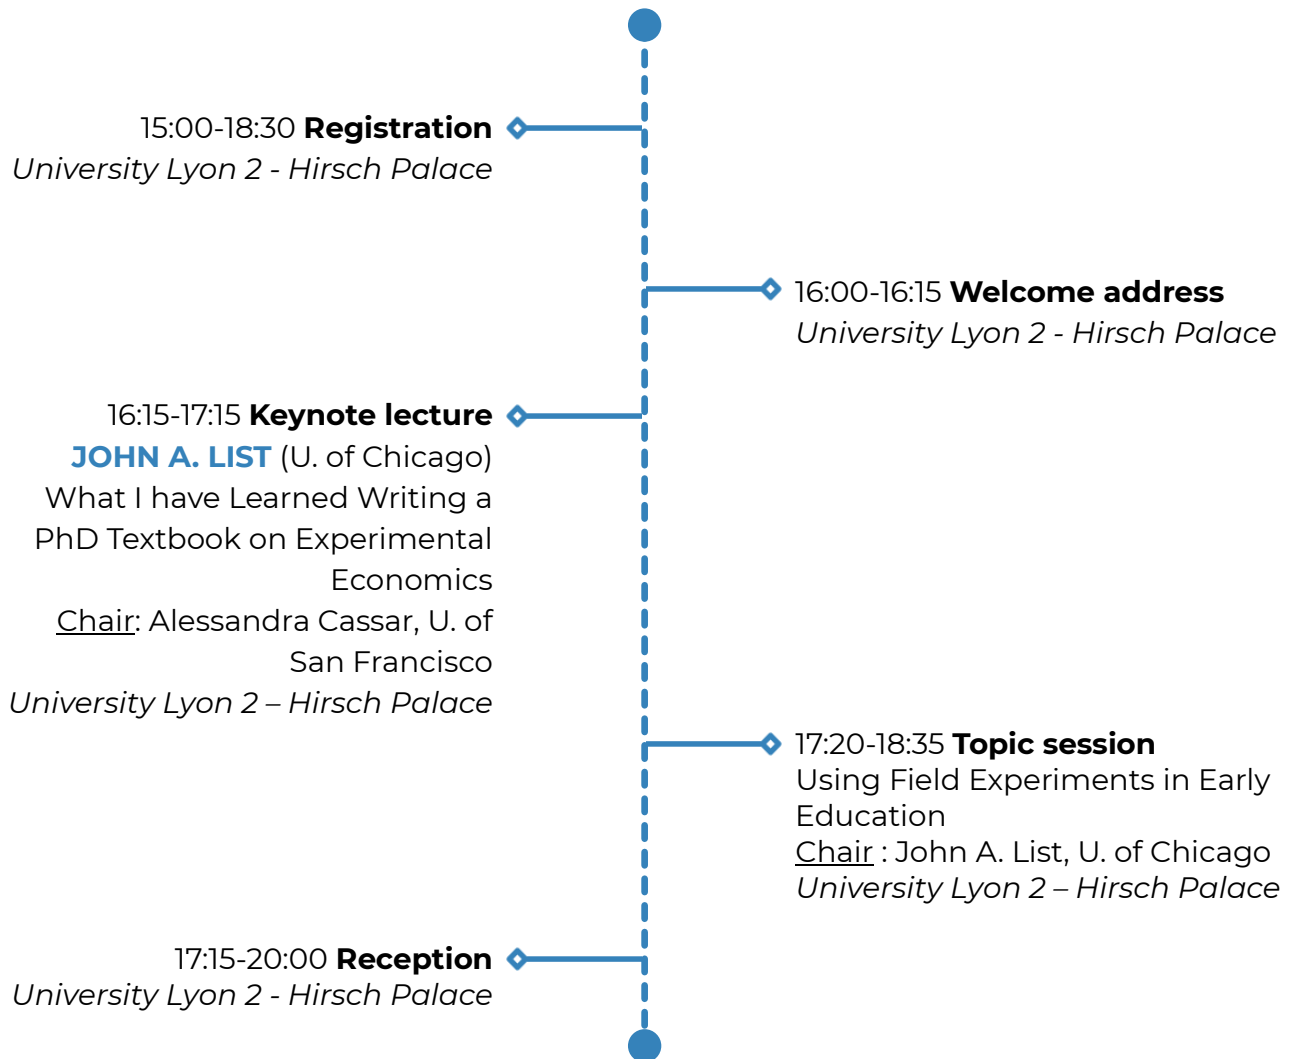 15:00-18:30 Registration
University Lyon 2 - Hirsch Palace
16:00-16:15 Welcome address
University Lyon 2 - Hirsch Palace
16:15-17:15 Keynote lecture
JOHN A. LIST (U. of Chicago)
What I have Learned Writing a
PhD Textbook on Experimental
Economics
Chair: Alessandra Cassar, U. of
San Francisco
University Lyon 2 – Hirsch Palace
17:20-18:35 Topic session
Using Field Experiments in Early
Education
Chair : John A. List, U. of Chicago
University Lyon 2 – Hirsch Palace
17:15-20:00 Reception
University Lyon 2 - Hirsch Palace